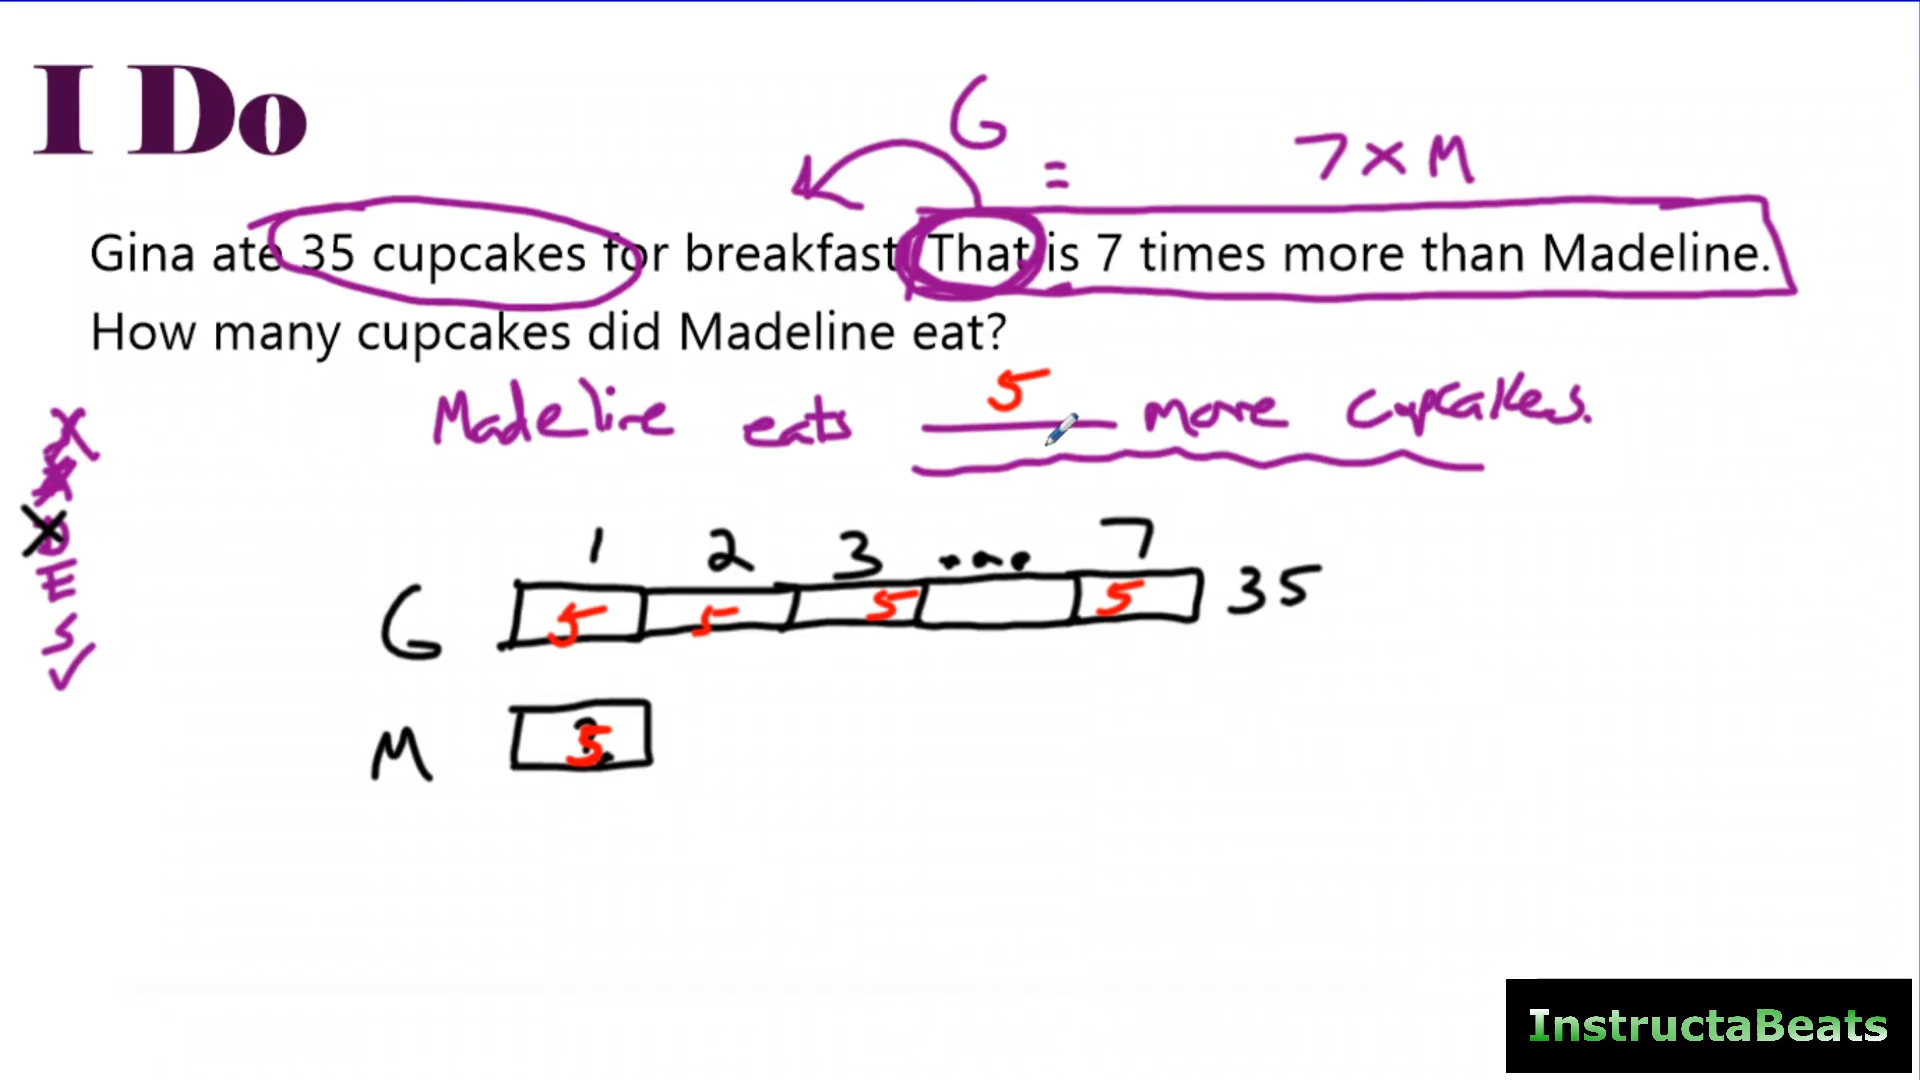 I Do
G = 7 x M
Gina ate 35 cupcakes for breakfast. That is 7 times more than Madeline.
How many cupcakes did Madeline eat?
Madeline eats 5 more cupcakes.
E
S
1 2 3 ... 7
G 5 5 5 5 35
M 5
InstructaBeats